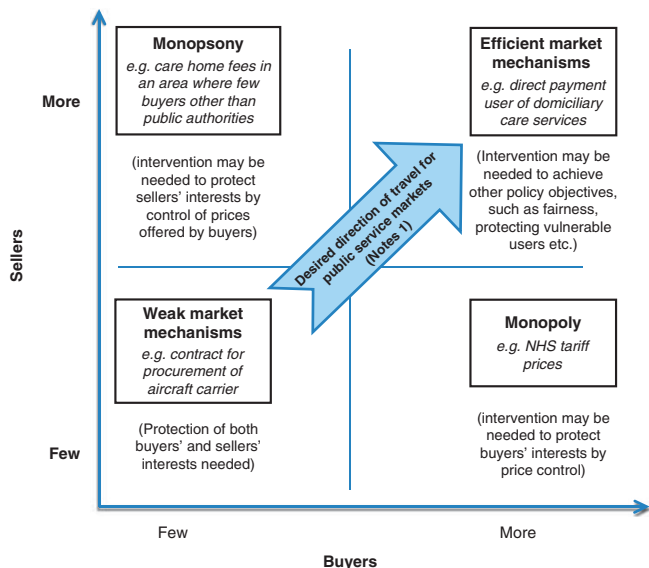 Monopsony
e.g. care home fees in
an area where few
buyers other than
public authorities
(intervention may be
needed to protect
sellers' interests by
control of prices
offered by buyers)
Efficient market
mechanisms
e.g. direct payment
user of domiciliary
care services
(Intervention may be
needed to achieve
other policy objectives,
such as fairness,
protecting vulnerable
users etc.)
More
Sellers
Few
Desired direction of travel for
public service markets
(Notes 1)
Weak market
mechanisms
e.g. contract for
procurement of
aircraft carrier
(Protection of both
buyers' and sellers'
interests needed)
Monopoly
e.g. NHS tariff
prices
(intervention may be
needed to protect
buyers' interests by
price control)
Few
More
Buyers